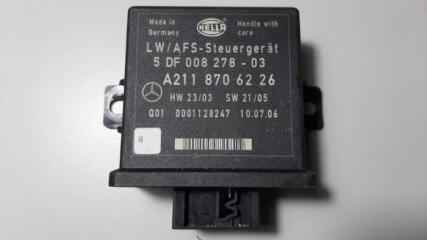 Made in Germany
HELLA
Handle with care
LW/AFS-Steuergerät
5 DF 008 278 - 03
A211 870 62 26
HW 23/03 SW 21/05
Q01 0001128247 10.07.06
8